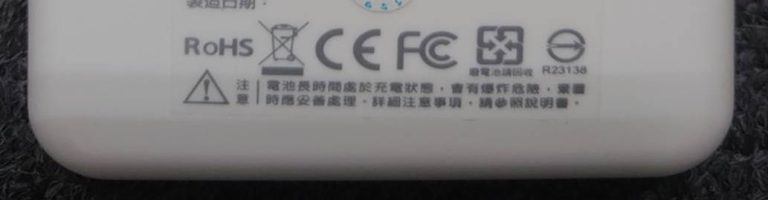 製造日期：
RoHS CE FC
廢電池請回收 R23138
注意 電池長時間處於充電狀態，會有爆炸危險，棄置
時應妥善處理，詳細注意事項，請參照說明書。